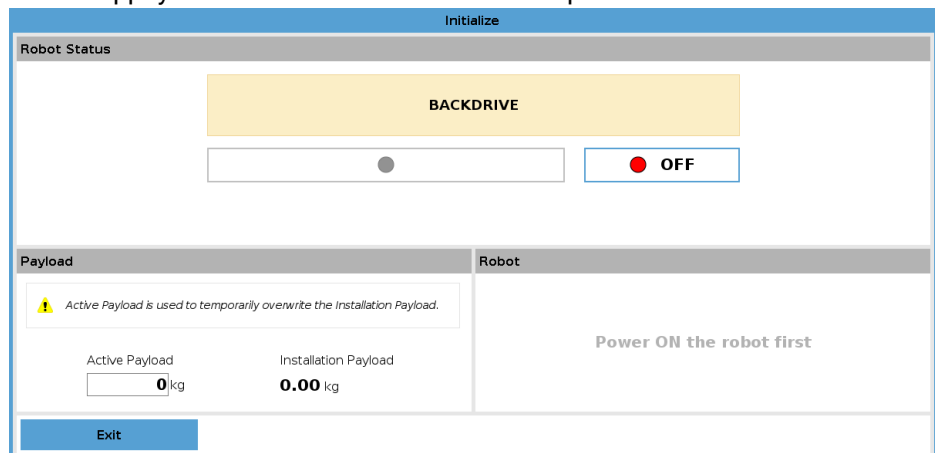 Initialize
Robot Status
BACKDRIVE
OFF
Payload
Robot
Active Payload is used to temporarily overwrite the Installation Payload.
Power ON the robot first
Active Payload
Installation Payload
0 kg
0.00 kg
Exit